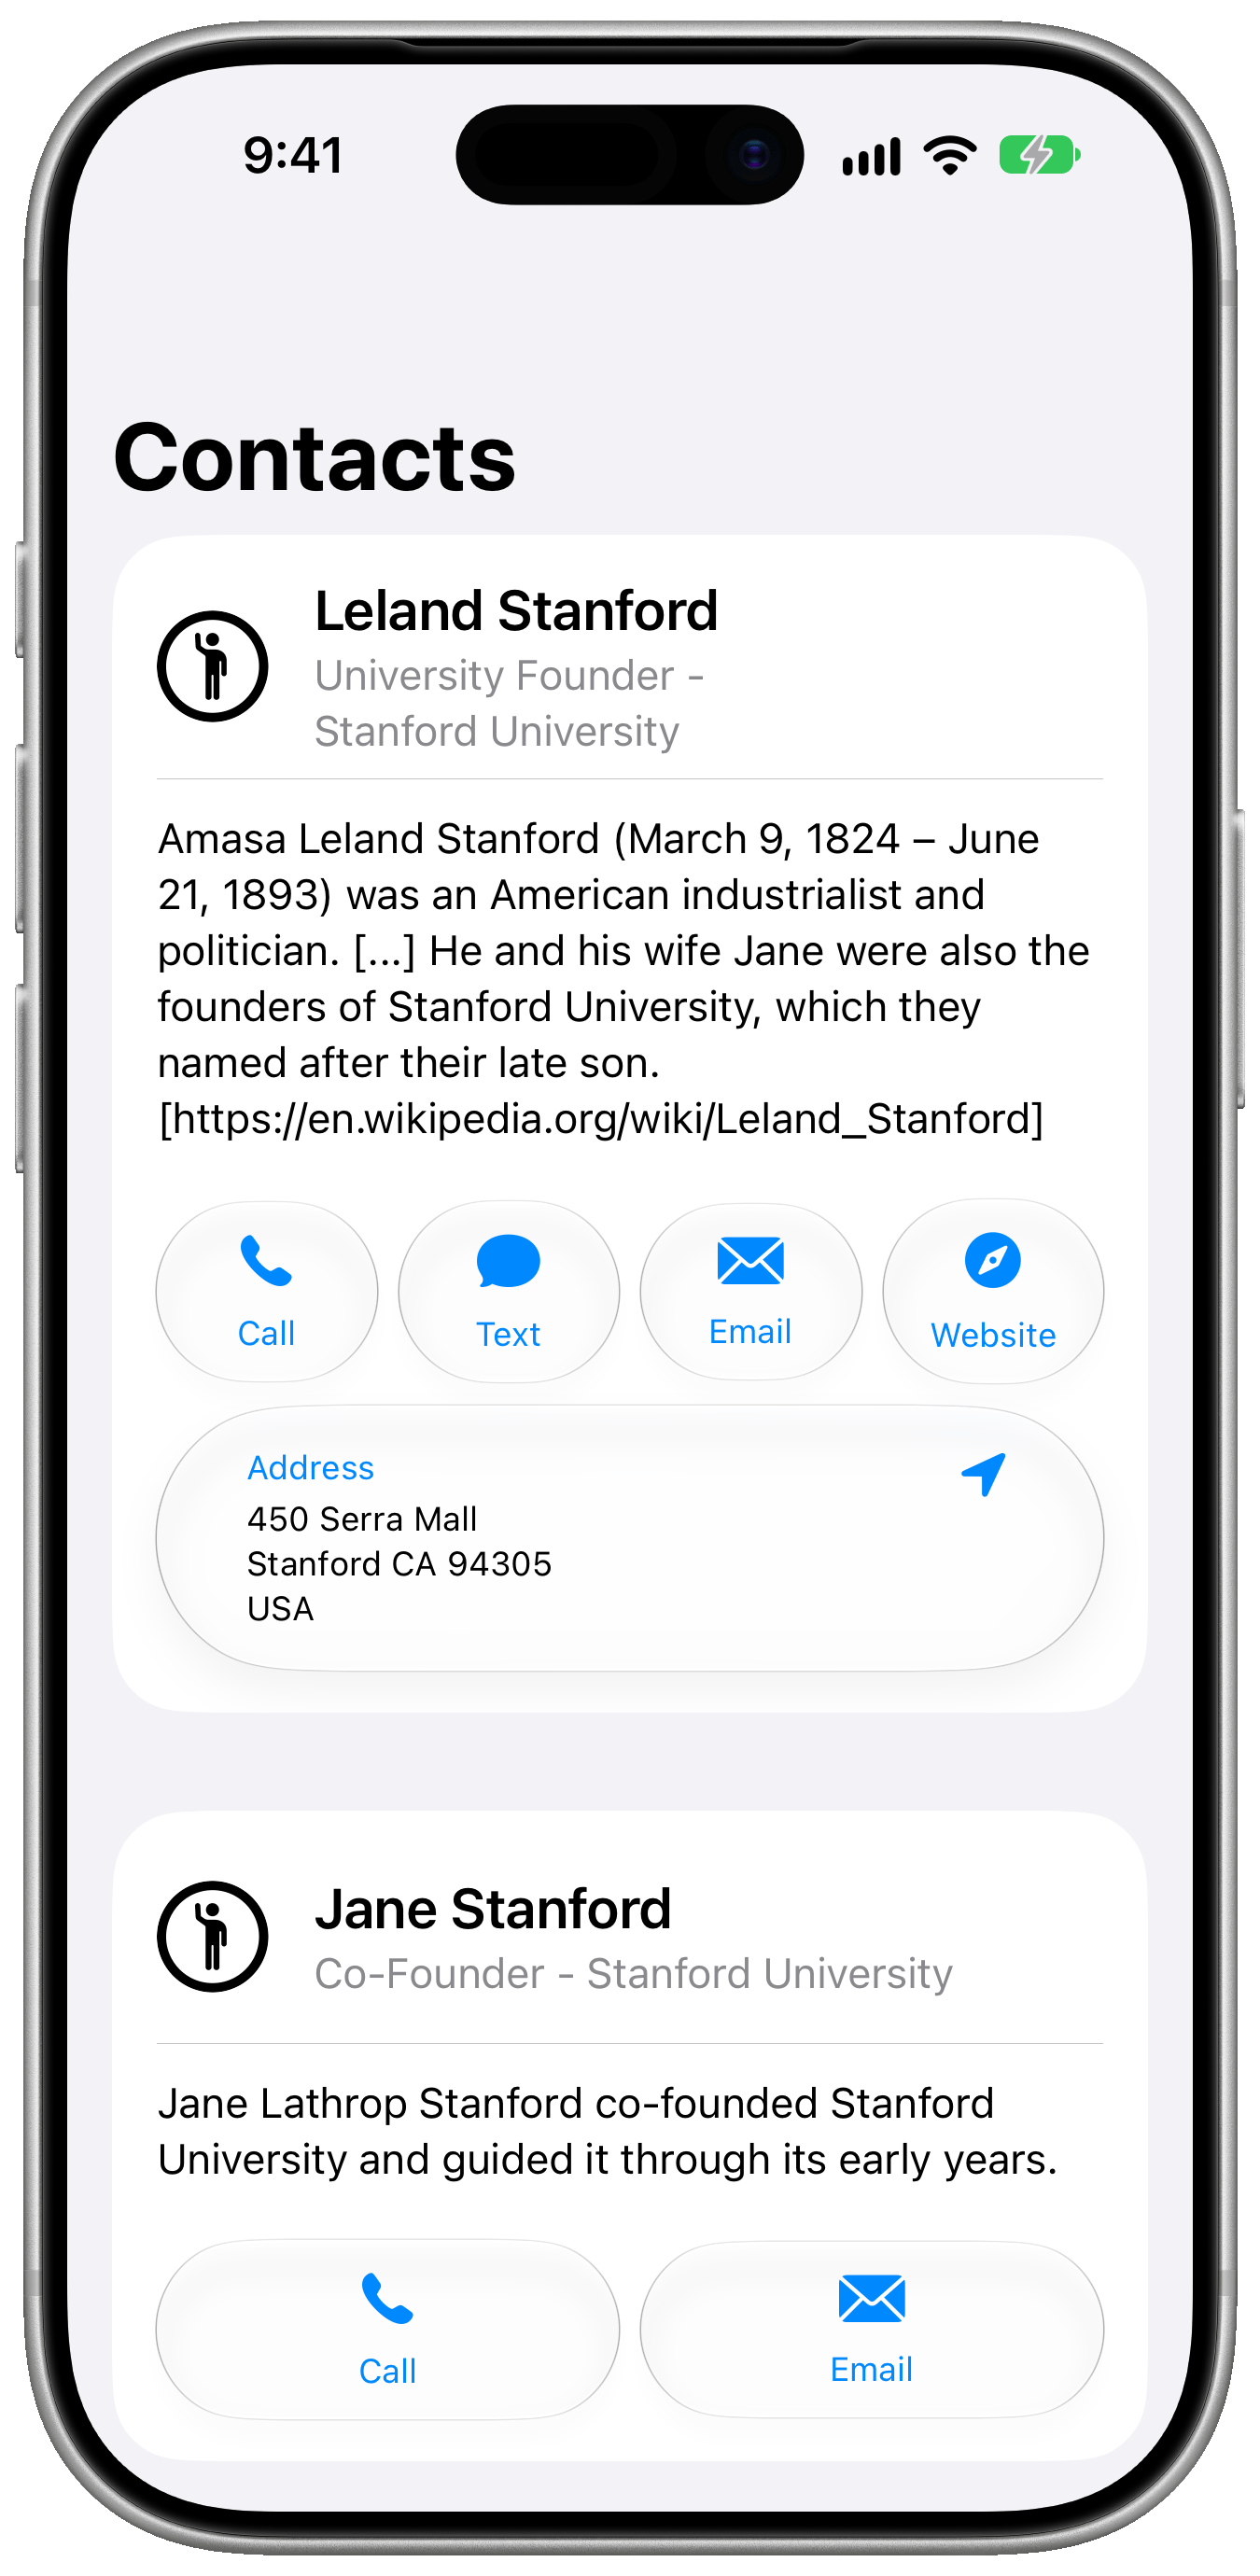 9:41
Contacts
Leland Stanford
University Founder -
Stanford University
Amasa Leland Stanford (March 9, 1824 – June
21, 1893) was an American industrialist and
politician. [...] He and his wife Jane were also the
founders of Stanford University, which they
named after their late son.
[https://en.wikipedia.org/wiki/Leland_Stanford]
Call
Text
Email
Website
Address
450 Serra Mall
Stanford CA 94305
USA
Jane Stanford
Co-Founder - Stanford University
Jane Lathrop Stanford co-founded Stanford
University and guided it through its early years.
Call
Email